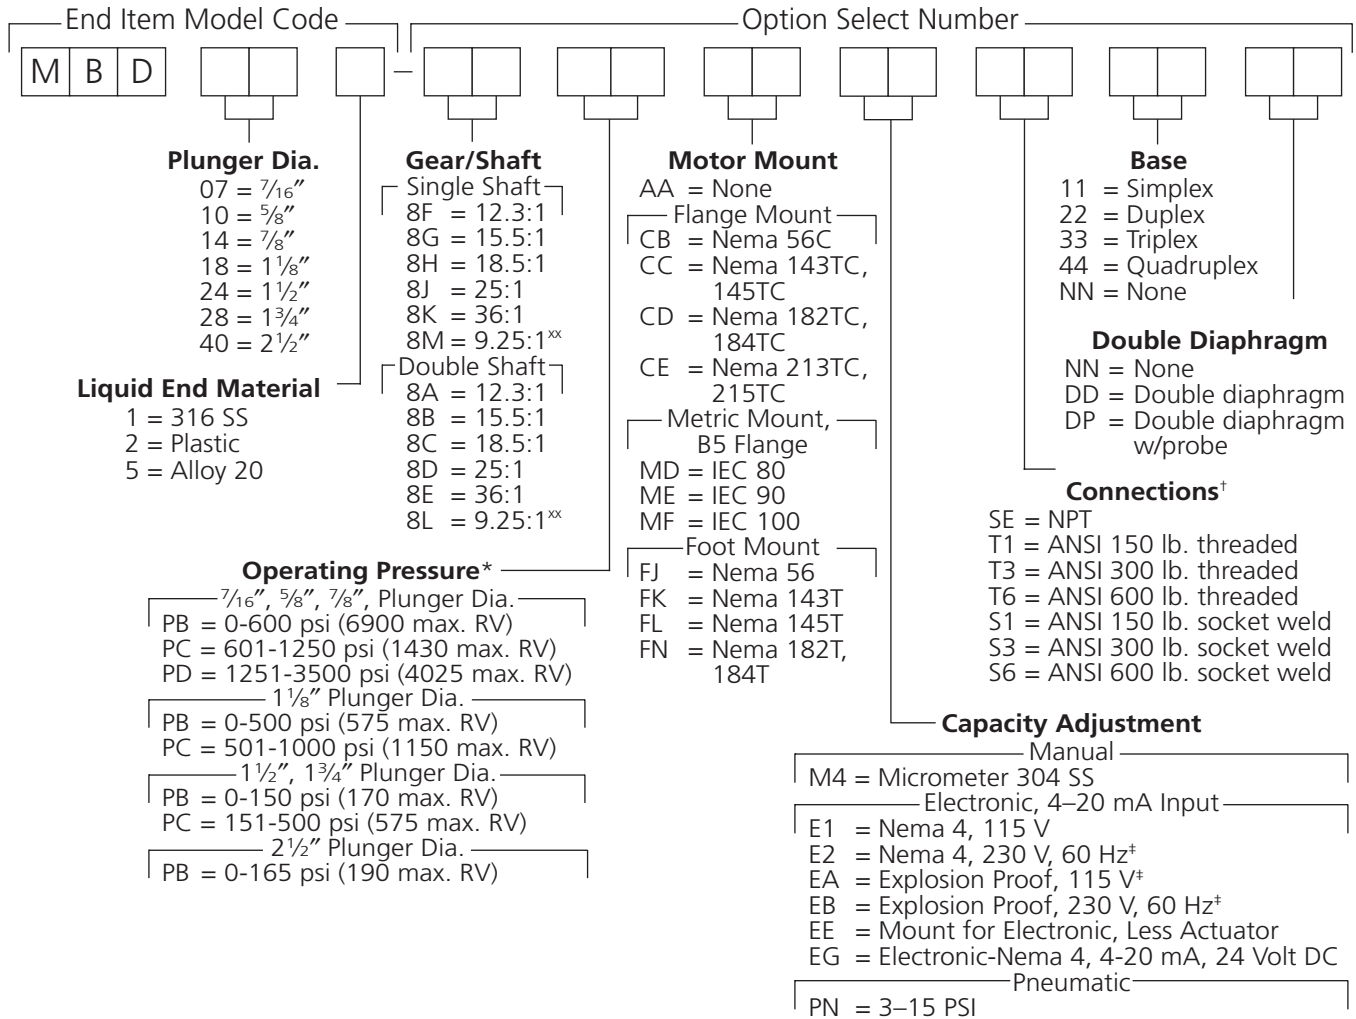 End Item Model Code
Option Select Number
M B D
–
Plunger Dia.
07 = 7⁄16″
10 = 5⁄8″
14 = 7⁄8″
18 = 1 1⁄8″
24 = 1 1⁄2″
28 = 1 3⁄4″
40 = 2 1⁄2″
Liquid End Material
1 = 316 SS
2 = Plastic
5 = Alloy 20
Gear/Shaft
Single Shaft
8F = 12.3:1
8G = 15.5:1
8H = 18.5:1
8J = 25:1
8K = 36:1
8M = 9.25:1xx
Double Shaft
8A = 12.3:1
8B = 15.5:1
8C = 18.5:1
8D = 25:1
8E = 36:1
8L = 9.25:1xx
Operating Pressure*
7⁄16″, 5⁄8″, 7⁄8″, Plunger Dia.
PB = 0-600 psi (6900 max. RV)
PC = 601-1250 psi (1430 max. RV)
PD = 1251-3500 psi (4025 max. RV)
1 1⁄8″ Plunger Dia.
PB = 0-500 psi (575 max. RV)
PC = 501-1000 psi (1150 max. RV)
1 1⁄2″, 1 3⁄4″ Plunger Dia.
PB = 0-150 psi (170 max. RV)
PC = 151-500 psi (575 max. RV)
2 1⁄2″ Plunger Dia.
PB = 0-165 psi (190 max. RV)
Motor Mount
AA = None
Flange Mount
CB = Nema 56C
CC = Nema 143TC,
145TC
CD = Nema 182TC,
184TC
CE = Nema 213TC,
215TC
Metric Mount,
B5 Flange
MD = IEC 80
ME = IEC 90
MF = IEC 100
Foot Mount
FJ = Nema 56
FK = Nema 143T
FL = Nema 145T
FN = Nema 182T,
184T
Base
11 = Simplex
22 = Duplex
33 = Triplex
44 = Quadruplex
NN = None
Double Diaphragm
NN = None
DD = Double diaphragm
DP = Double diaphragm
w/probe
Connections†
SE = NPT
T1 = ANSI 150 lb. threaded
T3 = ANSI 300 lb. threaded
T6 = ANSI 600 lb. threaded
S1 = ANSI 150 lb. socket weld
S3 = ANSI 300 lb. socket weld
S6 = ANSI 600 lb. socket weld
Capacity Adjustment
Manual
M4 = Micrometer 304 SS
Electronic, 4–20 mA Input
E1 = Nema 4, 115 V
E2 = Nema 4, 230 V, 60 Hz‡
EA = Explosion Proof, 115 V‡
EB = Explosion Proof, 230 V, 60 Hz‡
EE = Mount for Electronic, Less Actuator
EG = Electronic-Nema 4, 4-20 mA, 24 Volt DC
Pneumatic
PN = 3–15 PSI